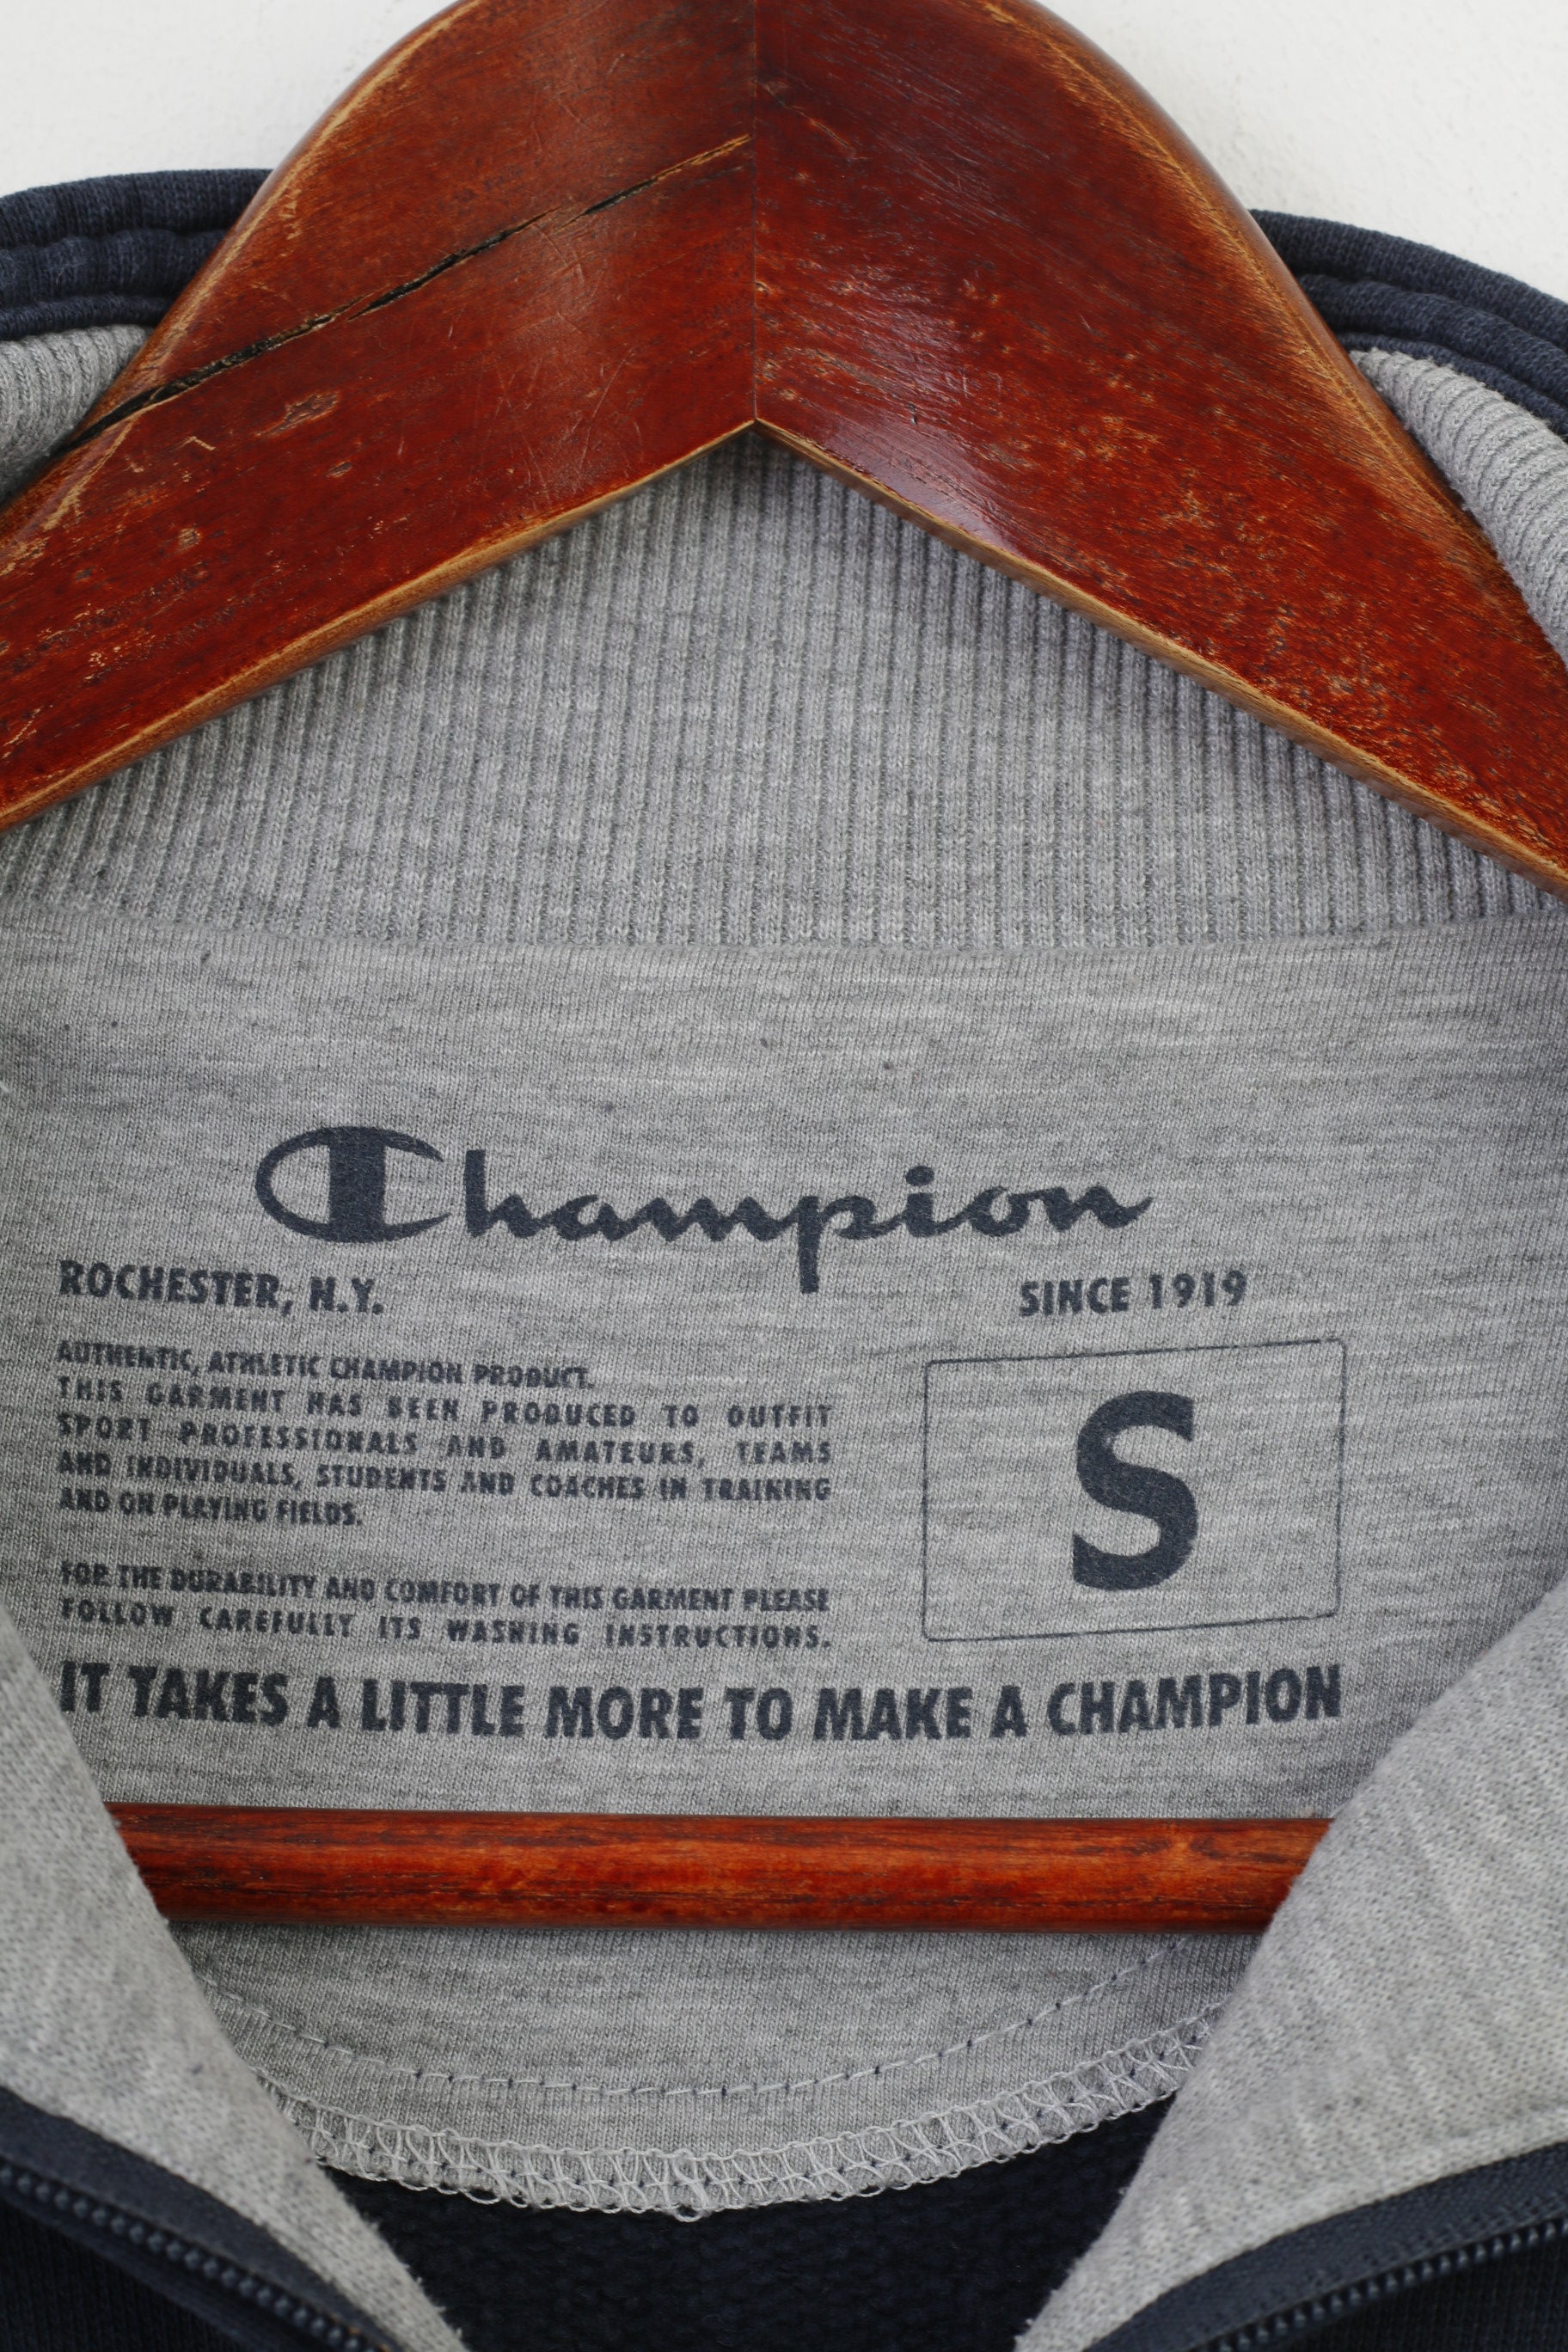 Champion
ROCHESTER, N.Y.
SINCE 1919
AUTHENTIC, ATHLETIC CHAMPION PRODUCT.
THIS GARMENT HAS BEEN PRODUCED TO OUTFIT
SPORT PROFESSIONALS AND AMATEURS, TEAMS
AND INDIVIDUALS, STUDENTS AND COACHES IN TRAINING
AND ON PLAYING FIELDS.
S
FOR THE DURABILITY AND COMFORT OF THIS GARMENT PLEASE
FOLLOW CAREFULLY ITS WASHING INSTRUCTIONS.
IT TAKES A LITTLE MORE TO MAKE A CHAMPION